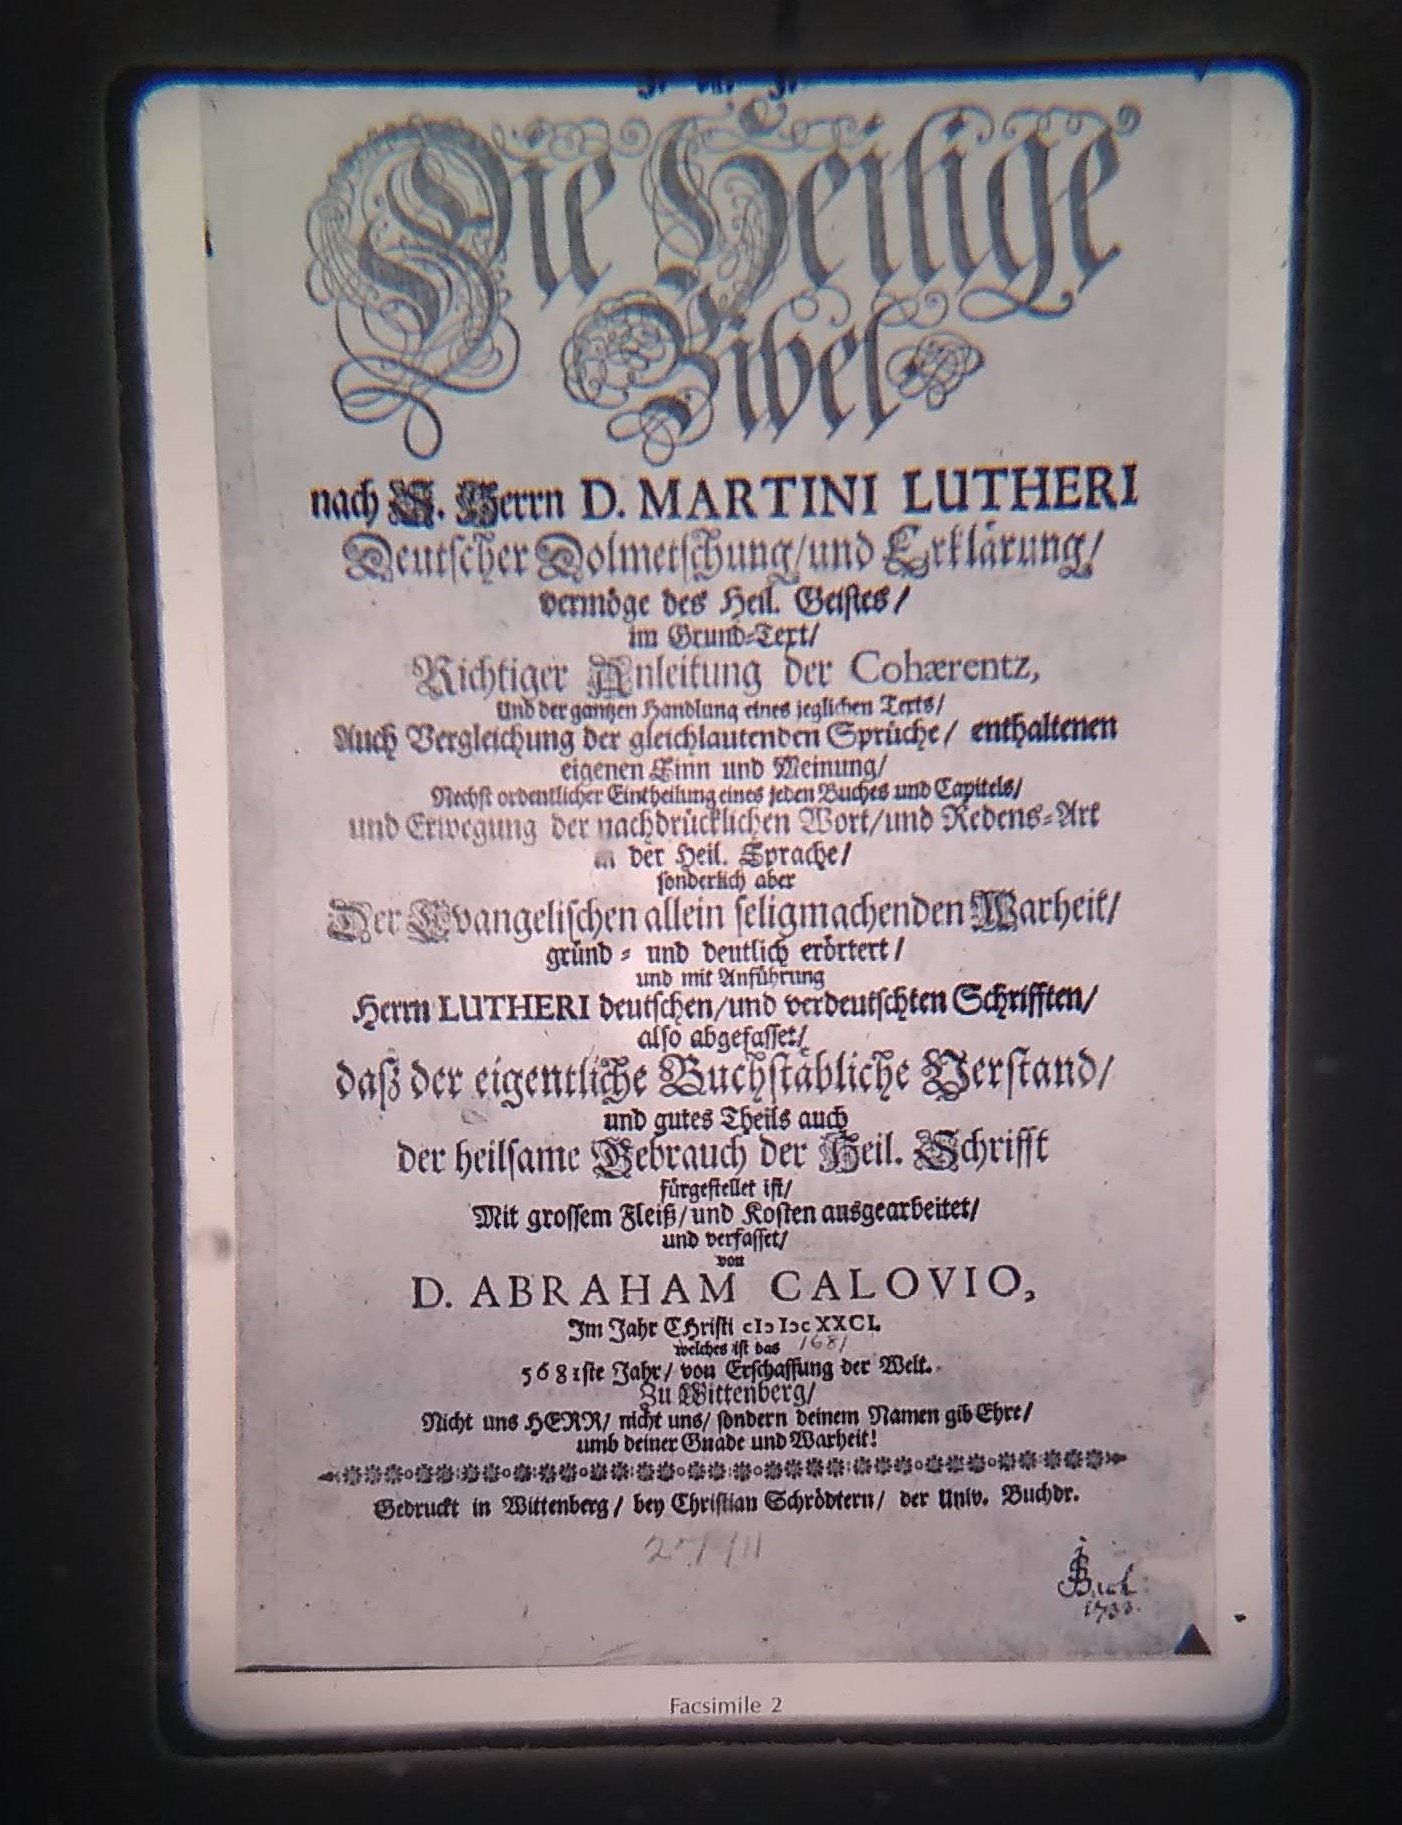 J. N. J.
Die Heilige
Bibel
nach S. Herrn D. MARTINI LUTHERI
Deutscher Dolmetschung/und Erklärung/
vermöge des Heil. Geistes/
im Grund-Text/
Richtiger Anleitung der Cohærentz,
Und der gantzen Handlung eines jeglichen Texts/
Auch Vergleichung der gleichlautenden Sprüche/ enthaltenen
eigenen Sinn und Meinung/
Nechst ordentlicher Eintheilung eines jeden Buches und Capitels/
und Erwegung der nachdrücklichen Wort/und Redens-Art
in der Heil. Sprache/
sonderlich aber
Der Evangelischen allein seligmachenden Warheit/
gründ- und deutlich erörtert/
und mit Anführung
Herrn LUTHERI deutschen/und verdeutschten Schrifften/
also abgefasset/
daß der eigentliche Buchstäbliche Verstand/
und gutes Theils auch
der heilsame Gebrauch der Heil. Schrifft
fürgestellet ist/
Mit grossem Fleiß/und Kosten ausgearbeitet/
und verfasset/
von
D. ABRAHAM CALOVIO,
Im Jahr CHristi cIɔ Iɔc XXCI.
welches ist das 1681
5681ste Jahr/ von Erschaffung der Welt.
Zu Wittenberg/
Nicht uns HERR/ nicht uns/ sondern deinem Namen gib Ehre/
umb deiner Gnade und Warheit!
Gedruckt in Wittenberg/ bey Christian Schrödtern/ der Univ. Buchdr.
JSBach
1733.
Facsimile 2